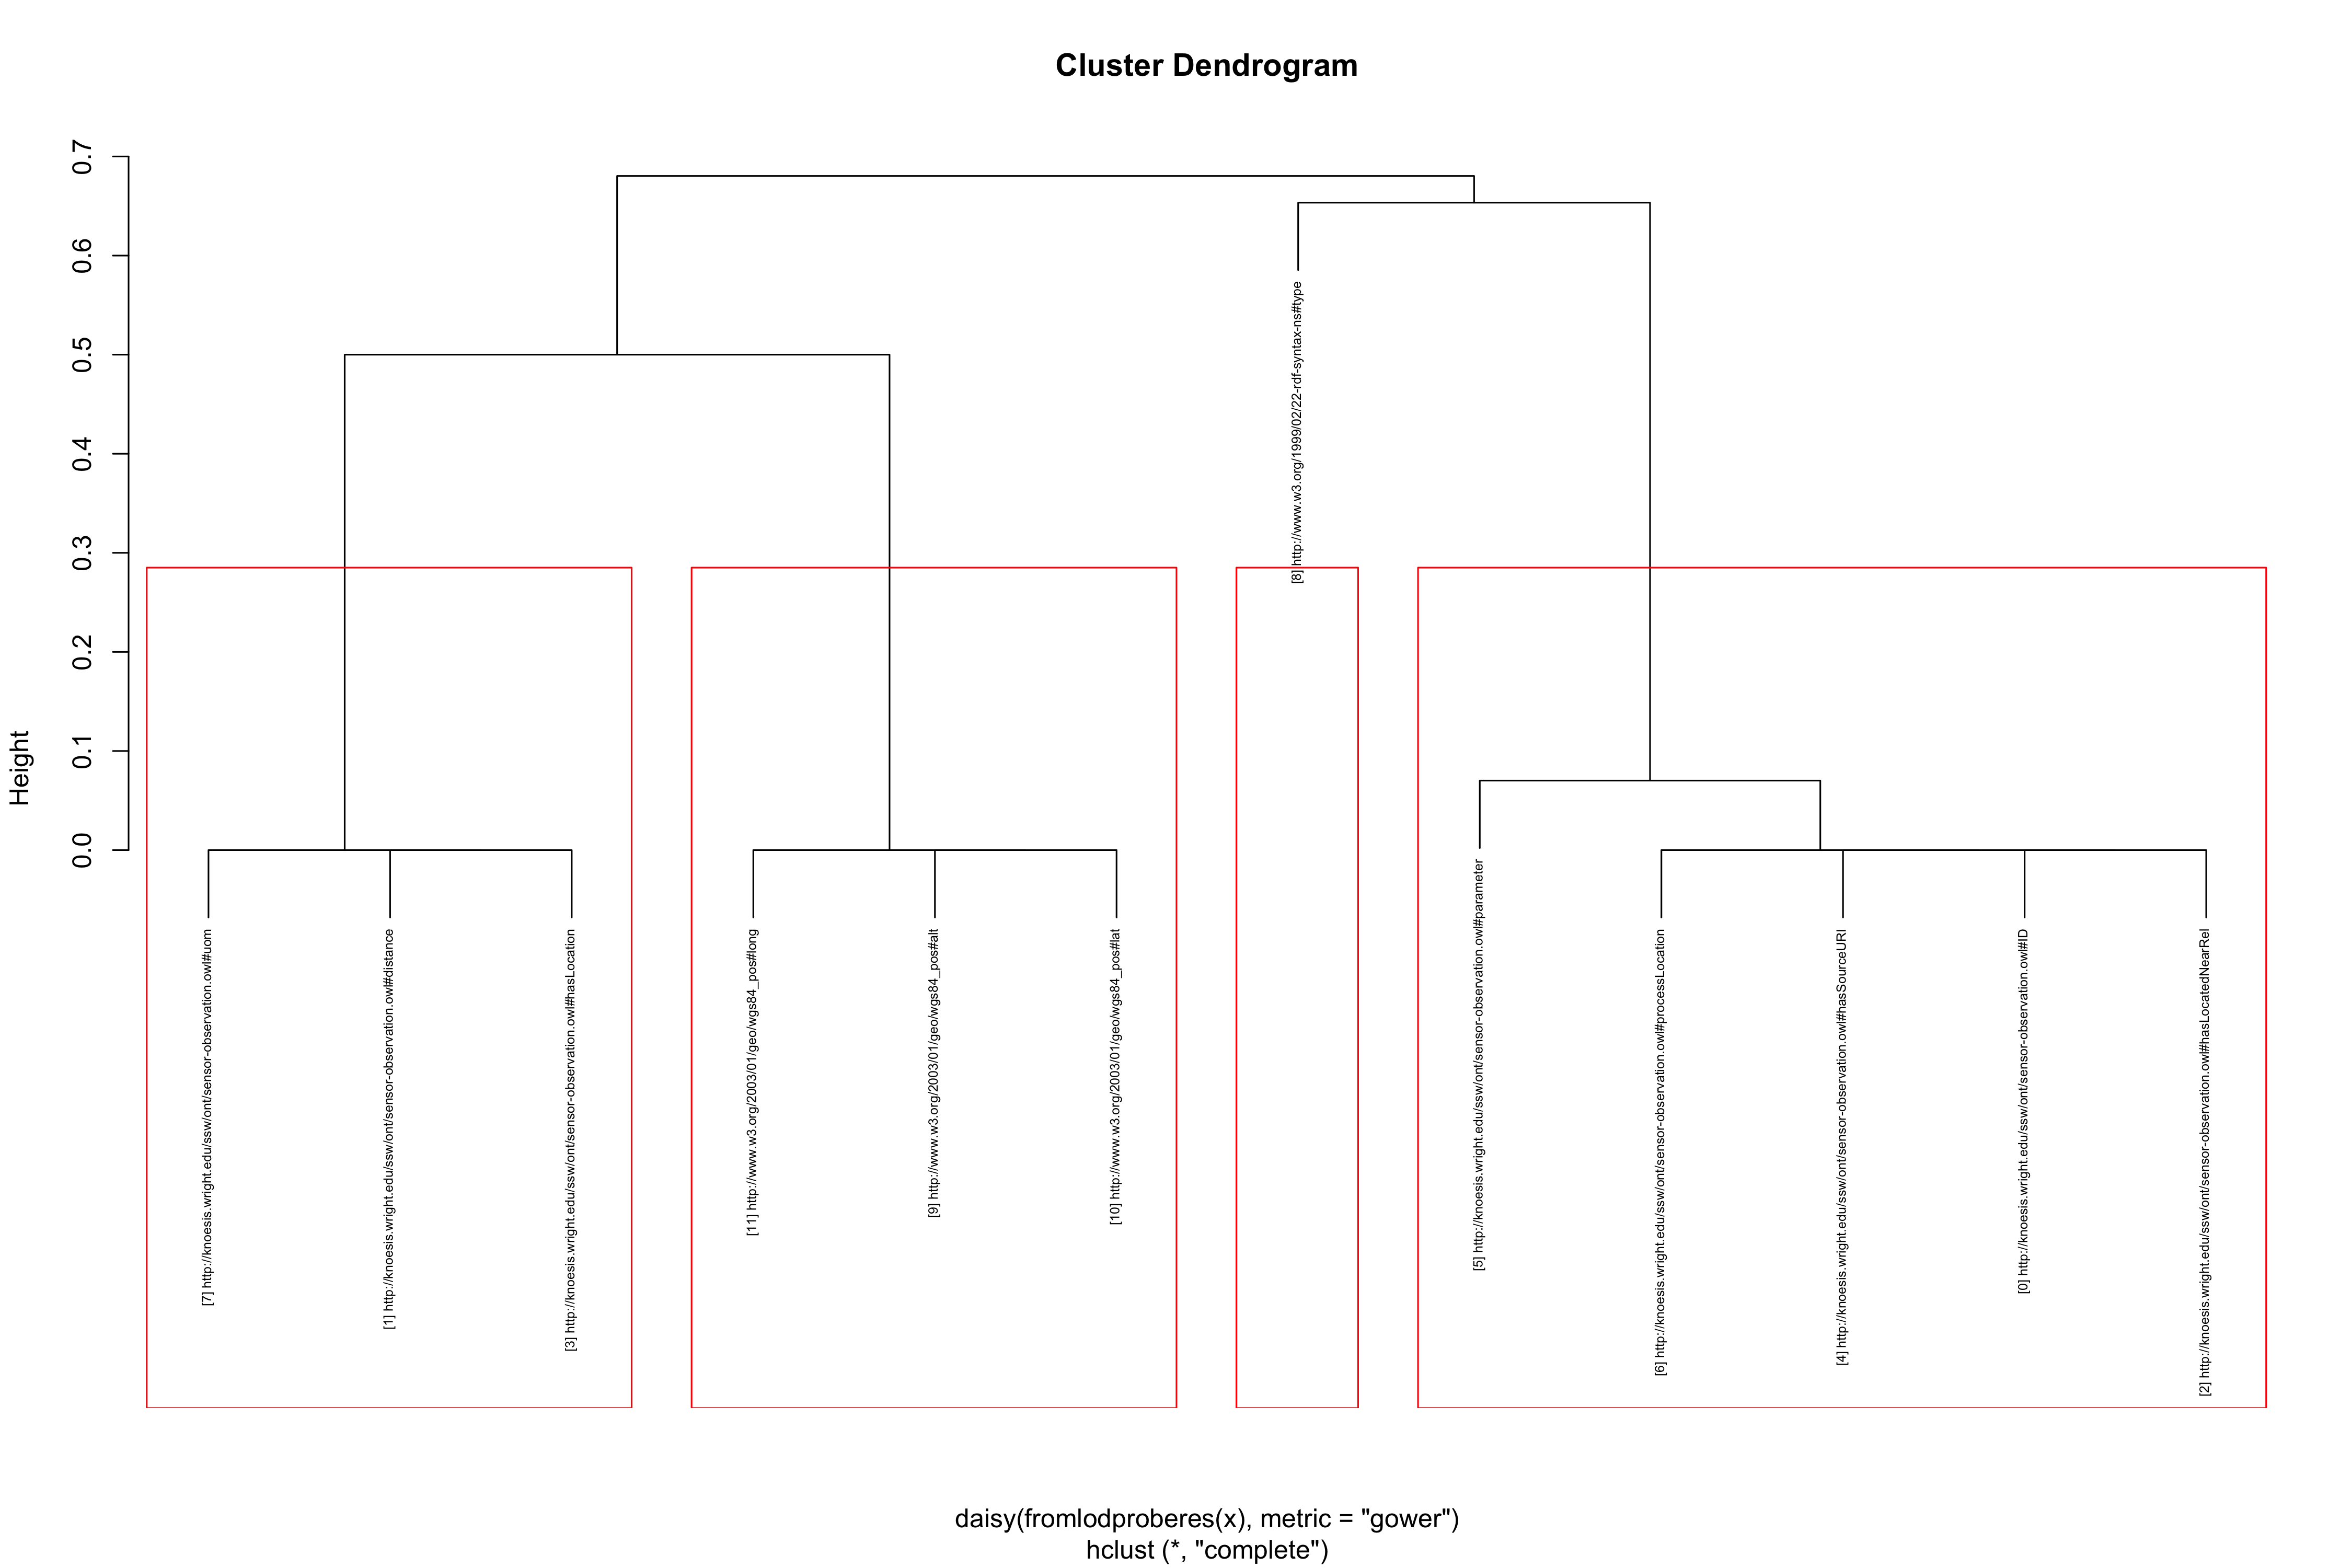 Cluster Dendrogram
0.7
0.6
0.5
0.4
0.3
0.2
0.1
0.0
Height
[7] http://knoesis.wright.edu/ssw/ont/sensor-observation.owl#uom
[1] http://knoesis.wright.edu/ssw/ont/sensor-observation.owl#distance
[3] http://knoesis.wright.edu/ssw/ont/sensor-observation.owl#hasLocation
[11] http://www.w3.org/2003/01/geo/wgs84_pos#long
[9] http://www.w3.org/2003/01/geo/wgs84_pos#alt
[10] http://www.w3.org/2003/01/geo/wgs84_pos#lat
[8] http://www.w3.org/1999/02/22-rdf-syntax-ns#type
[5] http://knoesis.wright.edu/ssw/ont/sensor-observation.owl#parameter
[6] http://knoesis.wright.edu/ssw/ont/sensor-observation.owl#processLocation
[4] http://knoesis.wright.edu/ssw/ont/sensor-observation.owl#hasSourceURI
[0] http://knoesis.wright.edu/ssw/ont/sensor-observation.owl#ID
[2] http://knoesis.wright.edu/ssw/ont/sensor-observation.owl#hasLocatedNearRel
daisy(fromlodproberes(x), metric = "gower")
hclust (*, "complete")